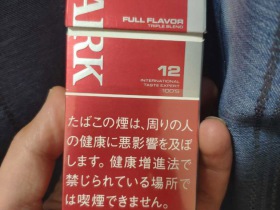 FULL FLAVOR
TRIPLE BLEND
ARK
12
INTERNATIONAL
TASTE EXPERT
100S
たばこの煙は、周りの人
の健康に悪影響を及ぼ
します。健康増進法で
禁じられている場所で
は喫煙できません。